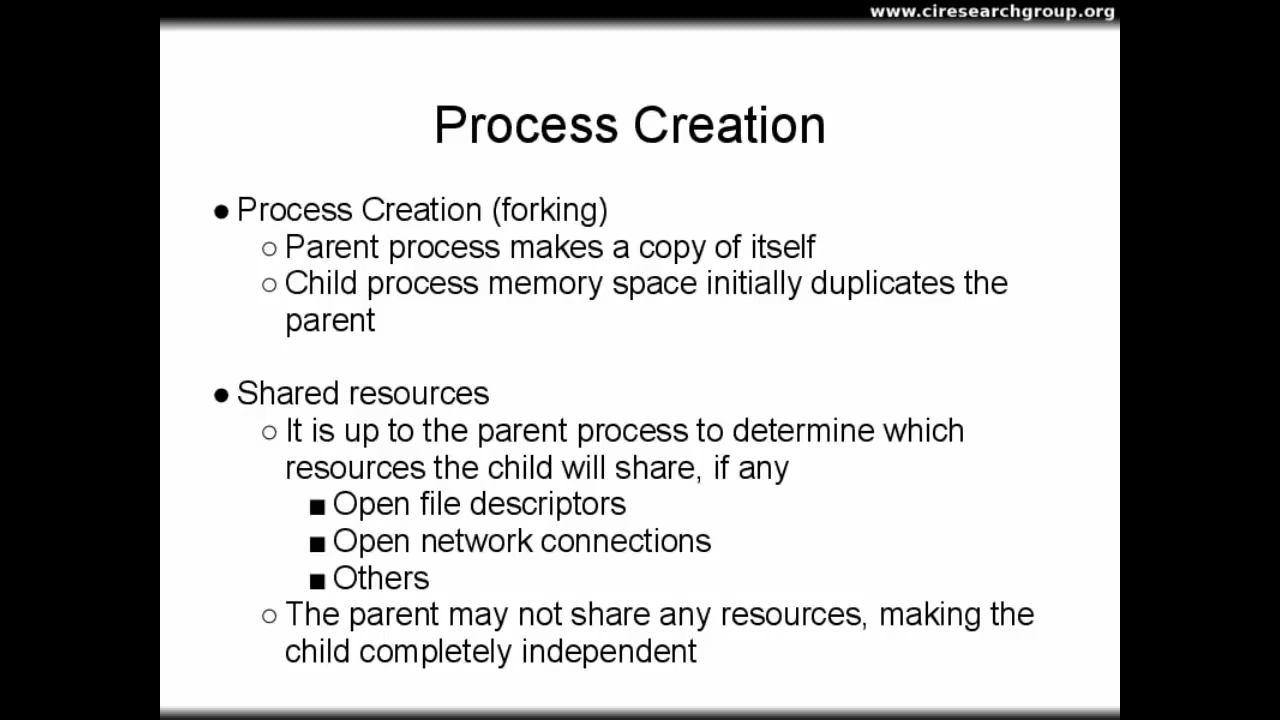 www.ciresearchgroup.org
Process Creation
● Process Creation (forking)
○ Parent process makes a copy of itself
○ Child process memory space initially duplicates the
parent
● Shared resources
○ It is up to the parent process to determine which
resources the child will share, if any
■ Open file descriptors
■ Open network connections
■ Others
○ The parent may not share any resources, making the
child completely independent